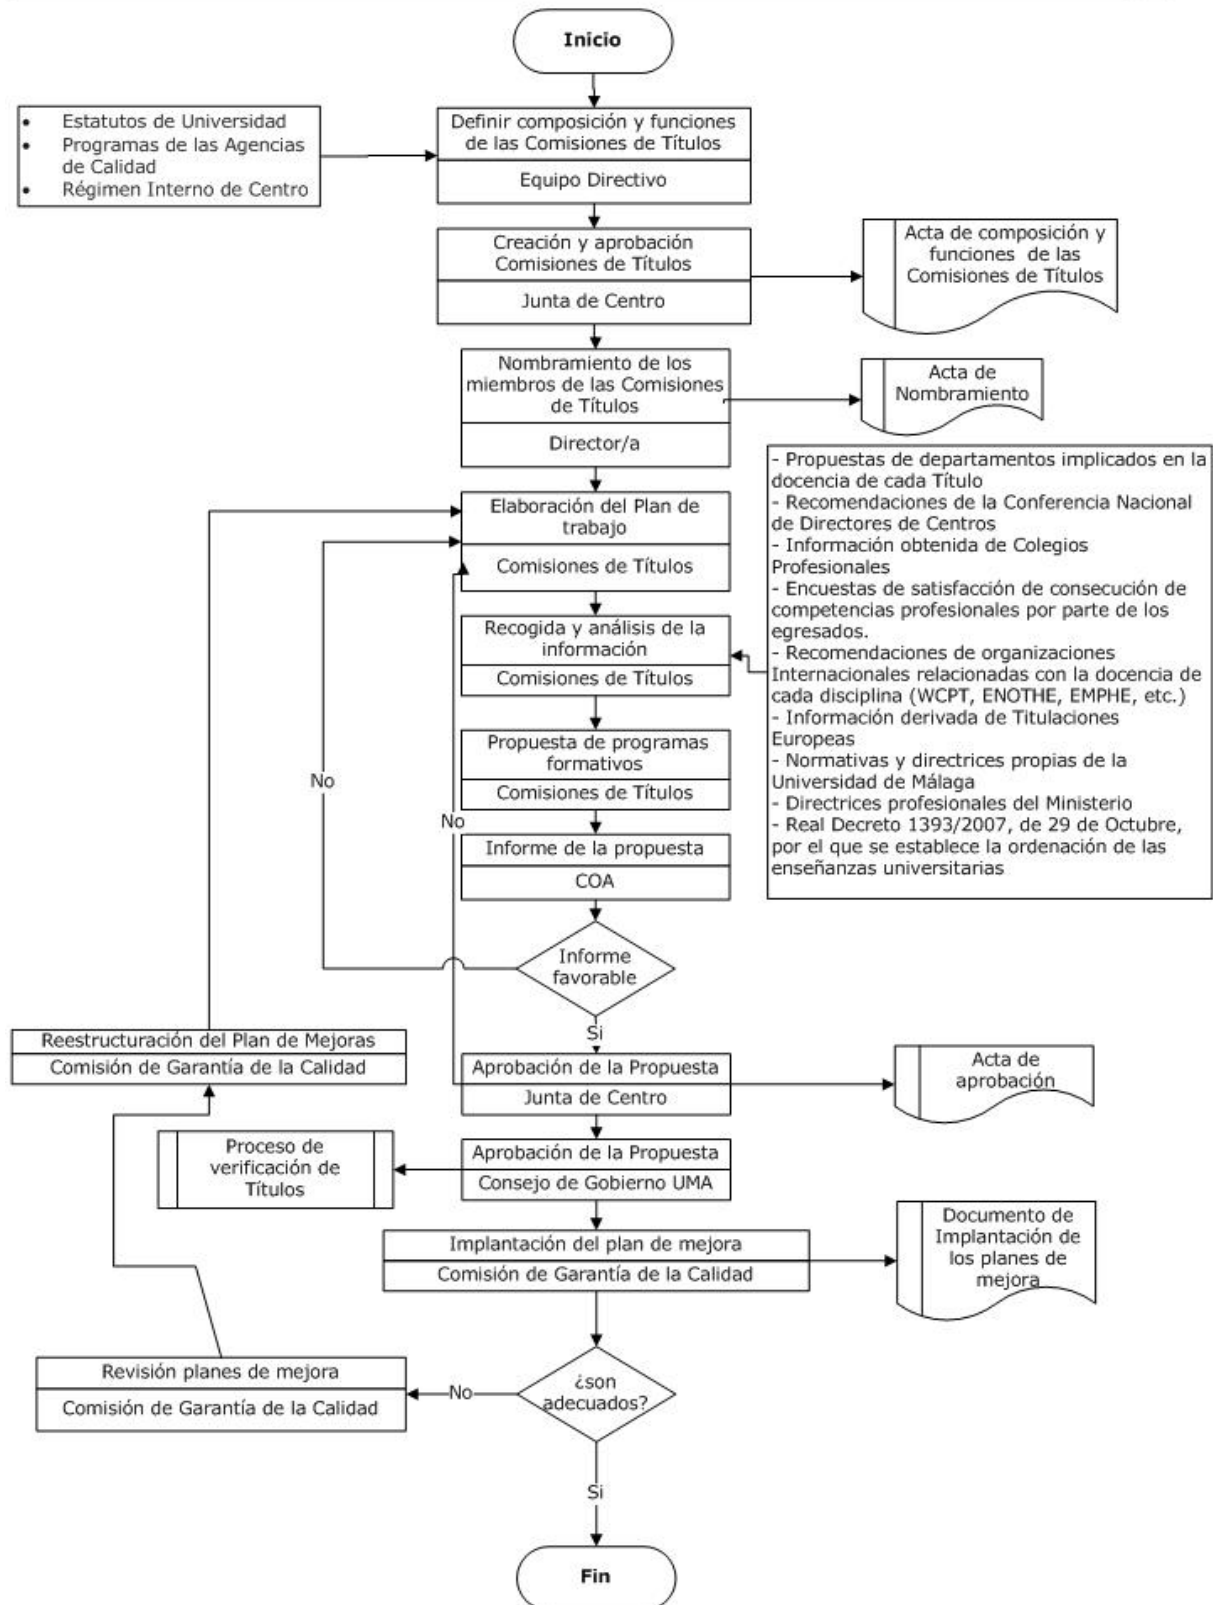 Inicio
• Estatutos de Universidad
• Programas de las Agencias
de Calidad
• Régimen Interno de Centro
Definir composición y funciones
de las Comisiones de Títulos
Equipo Directivo
Creación y aprobación
Comisiones de Títulos
Junta de Centro
Acta de composición y
funciones de las
Comisiones de Títulos
Nombramiento de los
miembros de las Comisiones
de Títulos
Director/a
Acta de
Nombramiento
- Propuestas de departamentos implicados en la
docencia de cada Título
- Recomendaciones de la Conferencia Nacional
de Directores de Centros
- Información obtenida de Colegios
Profesionales
- Encuestas de satisfacción de consecución de
competencias profesionales por parte de los
egresados.
- Recomendaciones de organizaciones
Internacionales relacionadas con la docencia de
cada disciplina (WCPT, ENOTHE, EMPHE, etc.)
- Información derivada de Titulaciones
Europeas
- Normativas y directrices propias de la
Universidad de Málaga
- Directrices profesionales del Ministerio
- Real Decreto 1393/2007, de 29 de Octubre,
por el que se establece la ordenación de las
enseñanzas universitarias
Elaboración del Plan de
trabajo
Comisiones de Títulos
Recogida y análisis de la
información
Comisiones de Títulos
Propuesta de programas
formativos
Comisiones de Títulos
No
No
Informe de la propuesta
COA
Informe
favorable
Si
Reestructuración del Plan de Mejoras
Comisión de Garantía de la Calidad
Aprobación de la Propuesta
Junta de Centro
Acta de
aprobación
Proceso de
verificación de
Títulos
Aprobación de la Propuesta
Consejo de Gobierno UMA
Implantación del plan de mejora
Comisión de Garantía de la Calidad
Documento de
Implantación de
los planes de
mejora
Revisión planes de mejora
Comisión de Garantía de la Calidad
No
¿son
adecuados?
Si
Fin